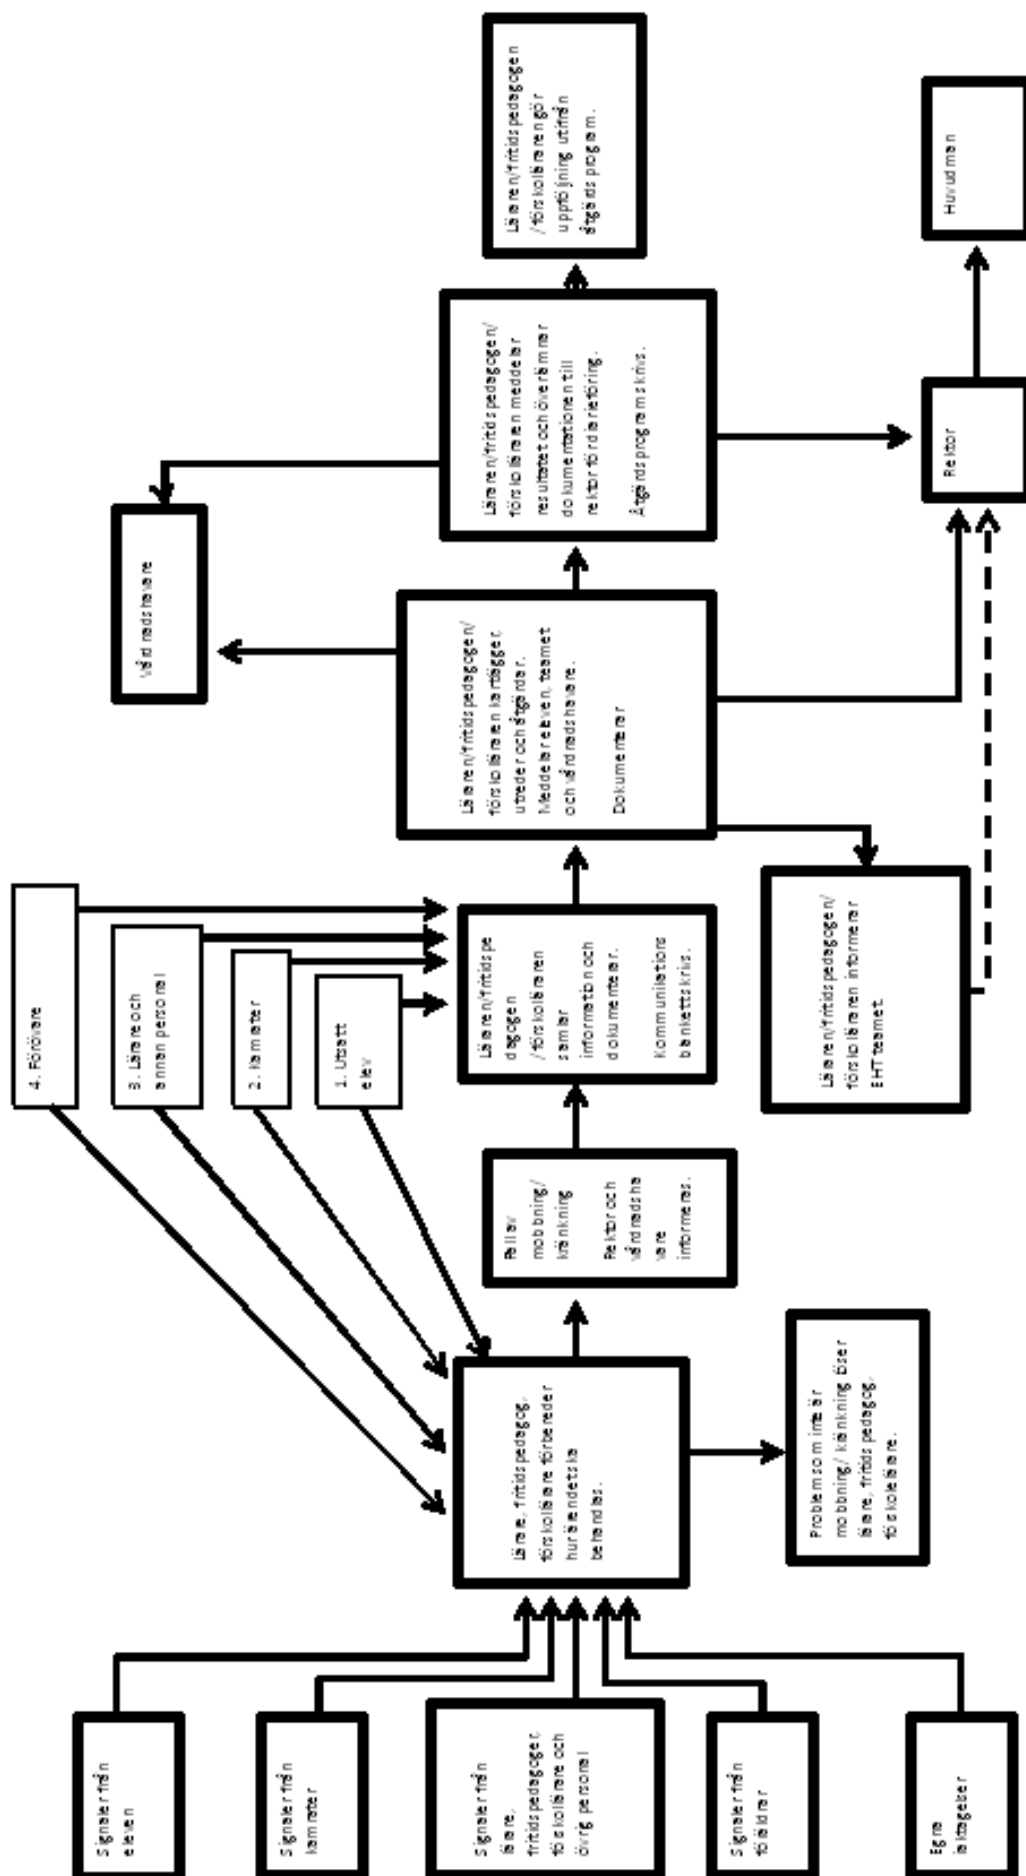 Signaler från
eleven
Signaler från
kamrater
Signaler från
lärare,
fritidspedagoger,
förskollärare och
övrig personal
Signaler från
föräldrar
Egna
iakttagelser
Lärare, fritidspedagog,
förskollärare förbereder
hur ärendet ska
behandlas.
Problem som inte är
mobbning/ kränkning löser
lärare, fritidspedagog,
förskolelärare.
Fall av
mobbning/
kränkning
Rektor och
vårdnadsha
vare
informeras.
4. Förövare
3. Lärare och
annan personal
2. Kamrater
1. Utsatt
elev
Läraren/fritidspe
dagogen
/förskolläraren
samlar
information och
dokumenterar.
Kommunikations
blankett skrivs.
Läraren/fritidspedagogen/
förskolläraren kartlägger,
utreder och åtgärdar.
Meddelar eleven, teamet
och vårdnadshavare.
Dokumenterar
Läraren/fritidspedagogen/
förskolläraren informerar
EHT teamet.
Vårdnadshavare
Läraren/fritidspedagogen/
förskolläraren meddelar
resultatet och överlämnar
dokumentationen till
rektor för diarieföring.
Åtgärdsprogram skrivs.
Läraren/fritidspedagogen
/förskolläraren gör
uppföljning utifrån
åtgärdsprogram.
Rektor
Huvudman